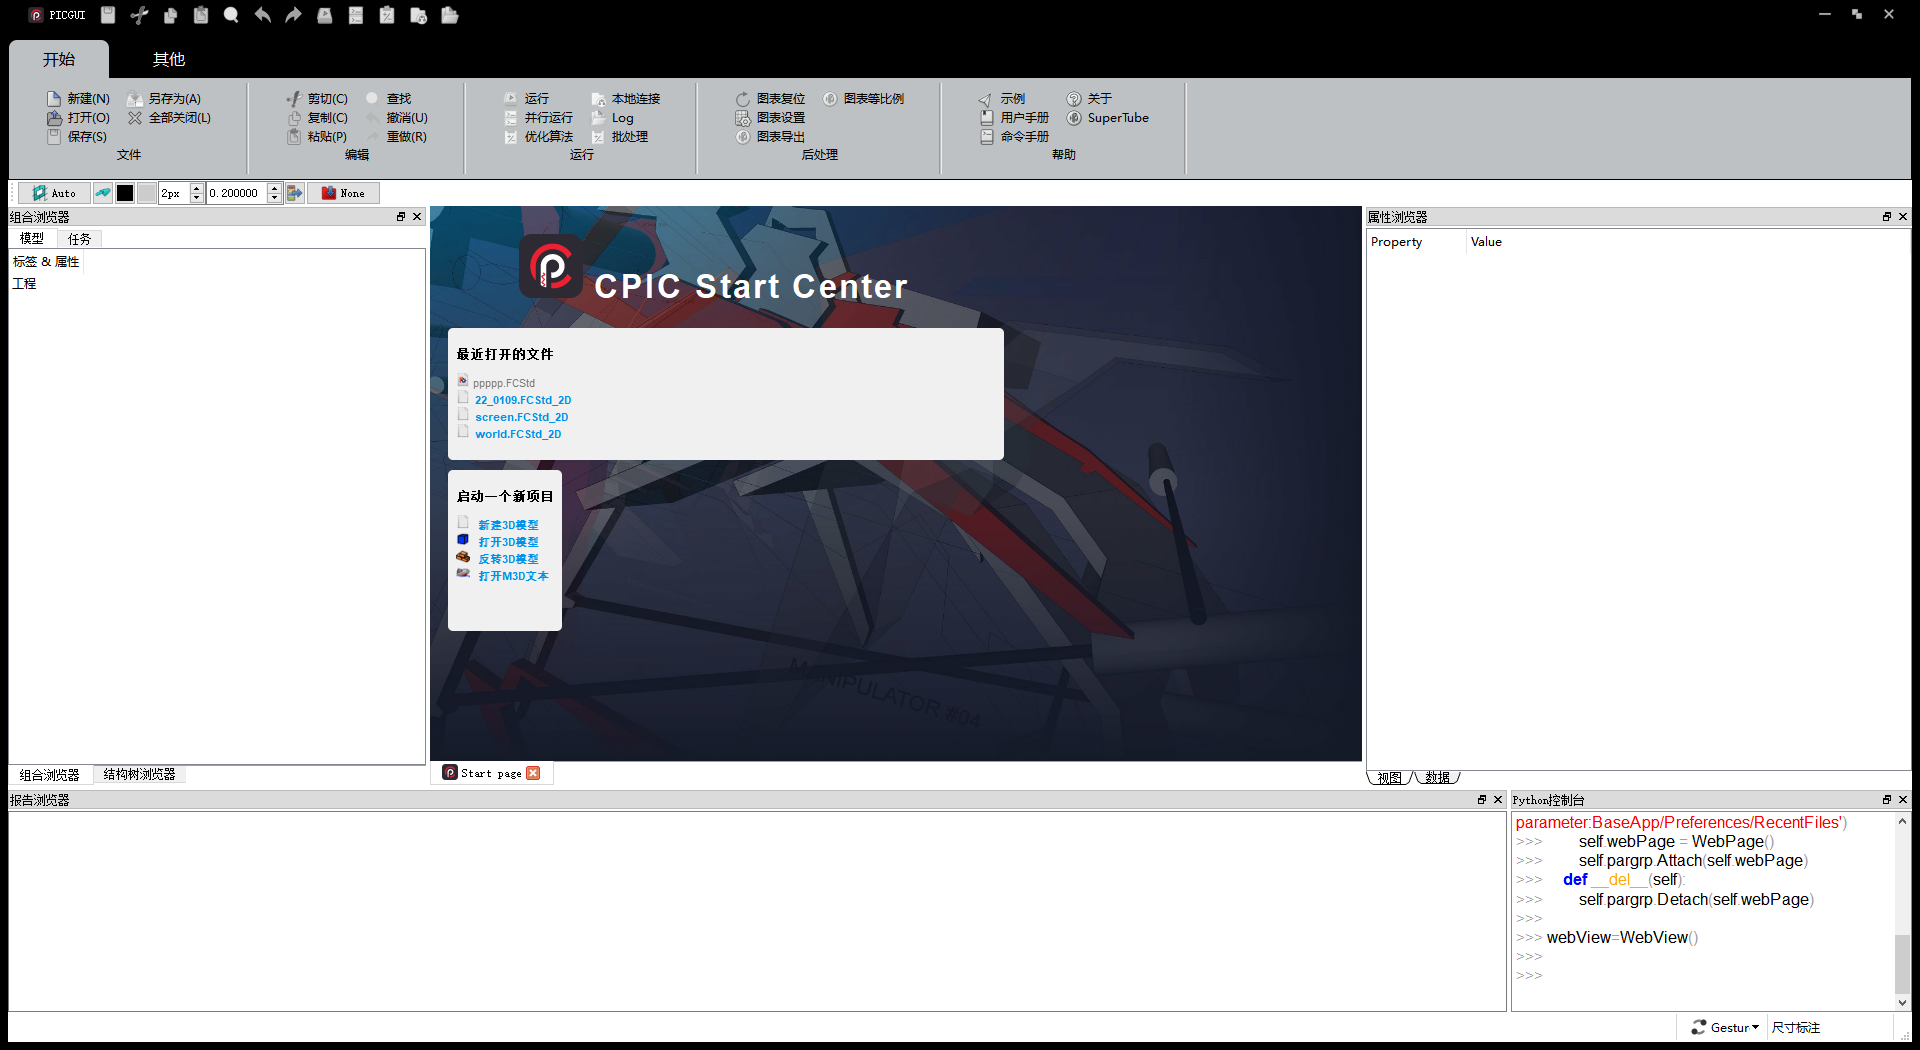 PICGUI
开始 其他
新建(N) 另存为(A) 剪切(C) 查找 运行 本地连接 图表复位 图表等比例 示例 关于
打开(O) 全部关闭(L) 复制(C) 撤消(U) 并行运行 Log 图表设置 用户手册 SuperTube
保存(S) 粘贴(P) 重做(R) 优化算法 批处理 图表导出 命令手册
文件 编辑 运行 后处理 帮助
Auto 2px 0.200000 None
组合浏览器
模型 任务
标签 & 属性
工程
组合浏览器 结构树浏览器
CPIC Start Center
最近打开的文件
ppppp.FCStd
22_0109.FCStd_2D
screen.FCStd_2D
world.FCStd_2D
启动一个新项目
新建3D模型
打开3D模型
反转3D模型
打开M3D文本
MANIPULATOR #04
Start page
属性浏览器
Property Value
视图 数据
报告浏览器
Python控制台
parameter:BaseApp/Preferences/RecentFiles')
>>> self.webPage = WebPage()
>>> self.pargrp.Attach(self.webPage)
>>> def __del__(self):
>>> self.pargrp.Detach(self.webPage)
>>>
>>> webView=WebView()
>>>
>>>
Gestur 尺寸标注